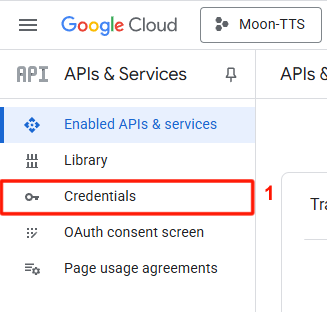 Google Cloud
Moon-TTS
API
APIs & Services
APIs &
Enabled APIs & services
Library
Credentials
1
OAuth consent screen
Page usage agreements